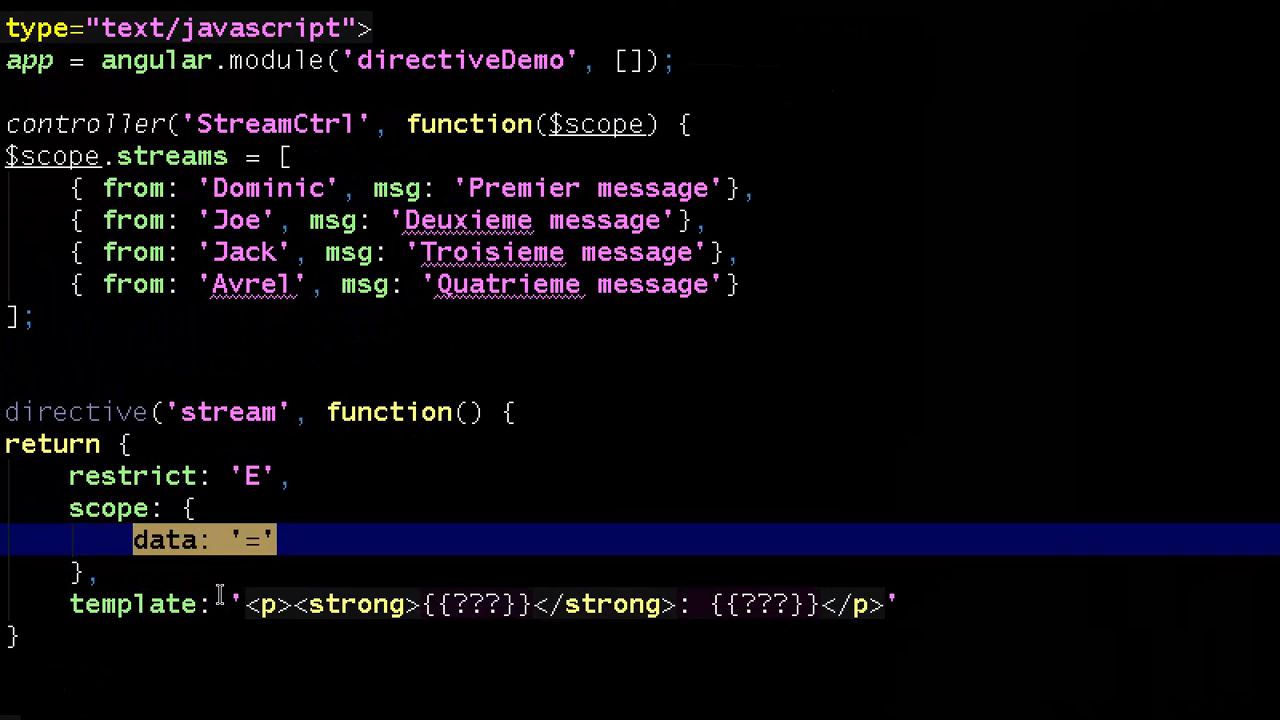 type="text/javascript">
app = angular.module('directiveDemo', []);
controller('StreamCtrl', function($scope) {
$scope.streams = [
{ from: 'Dominic', msg: 'Premier message'},
{ from: 'Joe', msg: 'Deuxieme message'},
{ from: 'Jack', msg: 'Troisieme message'},
{ from: 'Avrel', msg: 'Quatrieme message'}
];
directive('stream', function() {
return {
restrict: 'E',
scope: {
data: '='
},
template: '<p><strong>{{???}}</strong>: {{???}}</p>'
}